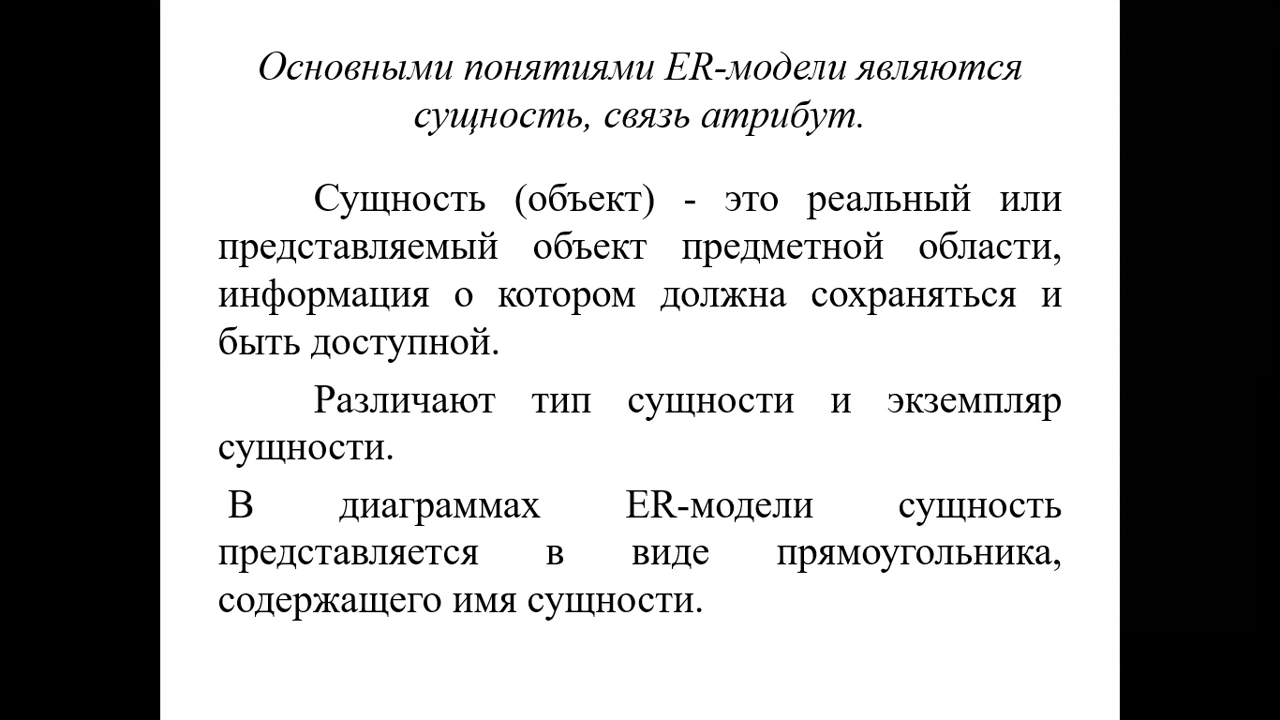 Основными понятиями ER-модели являются
сущность, связь атрибут.
Сущность (объект) - это реальный или
представляемый объект предметной области,
информация о котором должна сохраняться и
быть доступной.
Различают тип сущности и экземпляр
сущности.
В диаграммах ER-модели сущность
представляется в виде прямоугольника,
содержащего имя сущности.